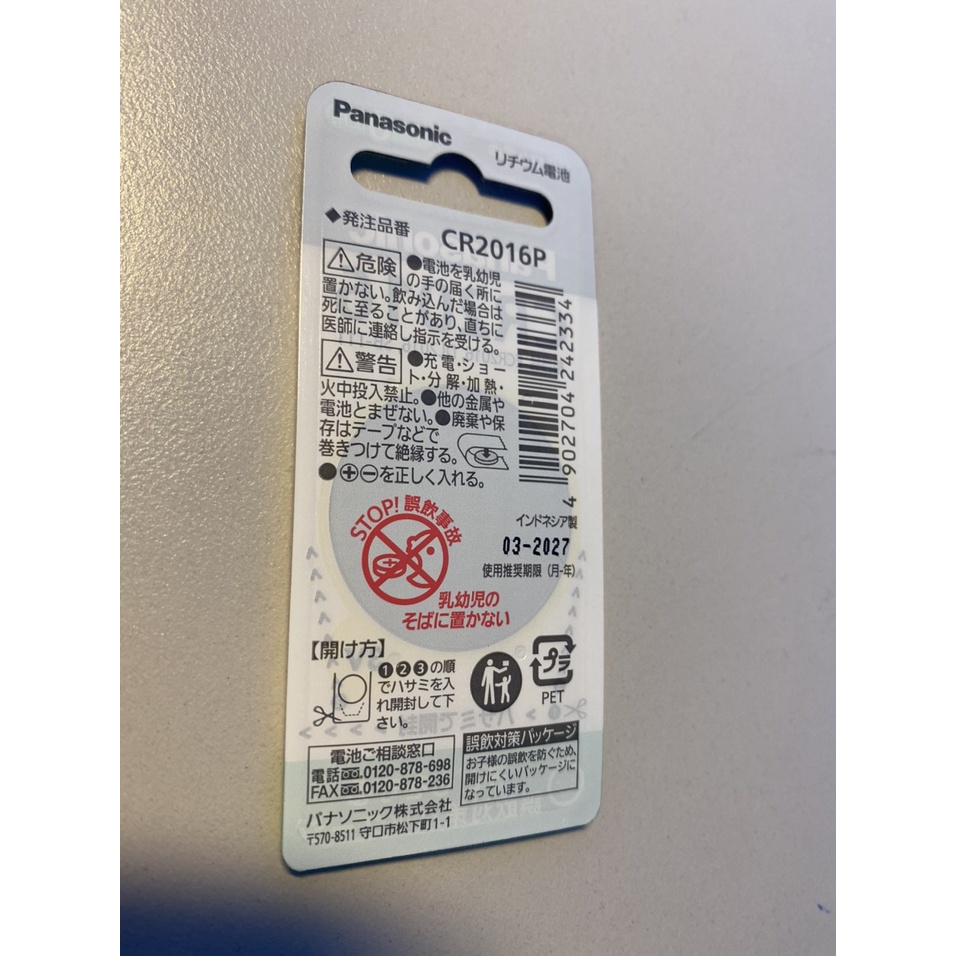 Panasonic
リチウム電池
◆発注品番 CR2016P
⚠危険 ●電池を乳幼児
の手の届く所に
置かない。飲み込んだ場合は
死に至ることがあり、直ちに
医師に連絡し指示を受ける。
⚠警告 ●充電・ショー
ト・分解・加熱・
火中投入禁止。●他の金属や
電池とまぜない。●廃棄や保
存はテープなどで
巻きつけて絶縁する。
●⊕⊖を正しく入れる。
4 902704 242334
STOP! 誤飲事故
乳幼児の
そばに置かない
インドネシア製
03-2027
使用推奨期限（月-年）
【開け方】
❶❷❸の順
でハサミを入
れ開封して下
さい。
プラ
PET
電池ご相談窓口
電話 0120-878-698
FAX 0120-878-236
パナソニック株式会社
〒570-8511 守口市松下町1-1
誤飲対策パッケージ
お子様の誤飲を防ぐため、
開けにくいパッケージに
なっています。